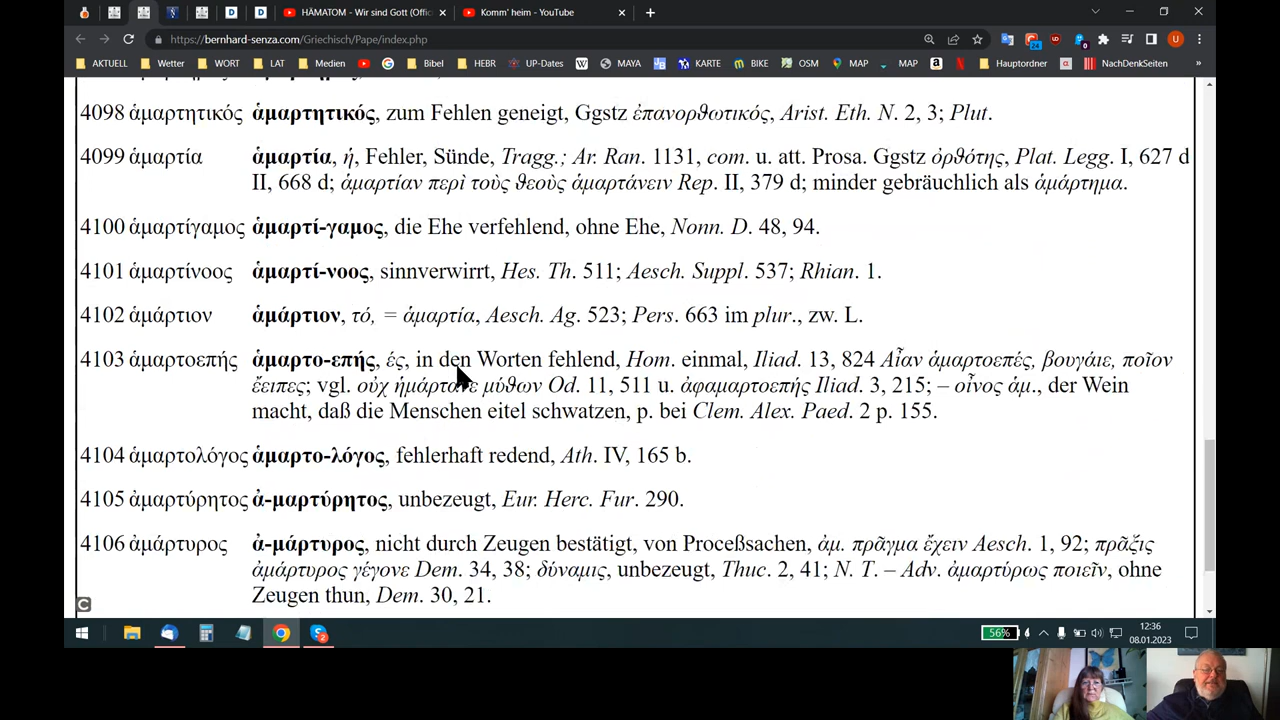 HÄMATOM - Wir sind Gott (Offic
Komm' heim - YouTube
https://bernhard-senza.com/Griechisch/Pape/index.php
24
0
U
AKTUELL
Wetter
WORT
LAT
Medien
Bibel
HEBR
UP-Dates
MAYA
KARTE
BIKE
OSM
MAP
MAP
Hauptordner
NachDenkSeiten
4098 ἁμαρτητικός ἁμαρτητικός, zum Fehlen geneigt, Ggstz ἐπανορϑωτικός, Arist. Eth. N. 2, 3; Plut.
4099 ἁμαρτία ἁμαρτία, ἡ, Fehler, Sünde, Tragg.; Ar. Ran. 1131, com. u. att. Prosa. Ggstz ὀρϑότης, Plat. Legg. I, 627 d
II, 668 d; ἁμαρτίαν περὶ τοὺς ϑεοὺς ἁμαρτάνειν Rep. II, 379 d; minder gebräuchlich als ἁμάρτημα.
4100 ἁμαρτίγαμος ἁμαρτί-γαμος, die Ehe verfehlend, ohne Ehe, Nonn. D. 48, 94.
4101 ἁμαρτίνοος ἁμαρτί-νοος, sinnverwirrt, Hes. Th. 511; Aesch. Suppl. 537; Rhian. 1.
4102 ἁμάρτιον ἁμάρτιον, τό, = ἁμαρτία, Aesch. Ag. 523; Pers. 663 im plur., zw. L.
4103 ἁμαρτοεπής ἁμαρτο-επής, ές, in den Worten fehlend, Hom. einmal, Iliad. 13, 824 Αἶαν ἁμαρτοεπές, βουγάιε, ποῖον
ἔειπες; vgl. οὐχ ἡμάρτανε μύϑων Od. 11, 511 u. ἀφαμαρτοεπής Iliad. 3, 215; – οἶνος ἁμ., der Wein
macht, daß die Menschen eitel schwatzen, p. bei Clem. Alex. Paed. 2 p. 155.
4104 ἁμαρτολόγος ἁμαρτο-λόγος, fehlerhaft redend, Ath. IV, 165 b.
4105 ἀμαρτύρητος ἀ-μαρτύρητος, unbezeugt, Eur. Herc. Fur. 290.
4106 ἀμάρτυρος ἀ-μάρτυρος, nicht durch Zeugen bestätigt, von Proceßsachen, ἀμ. πρᾶγμα ἔχειν Aesch. 1, 92; πρᾶξις
ἀμάρτυρος γέγονε Dem. 34, 38; δύναμις, unbezeugt, Thuc. 2, 41; N. T. – Adv. ἀμαρτύρως ποιεῖν, ohne
Zeugen thun, Dem. 30, 21.
56%
12:36
08.01.2023